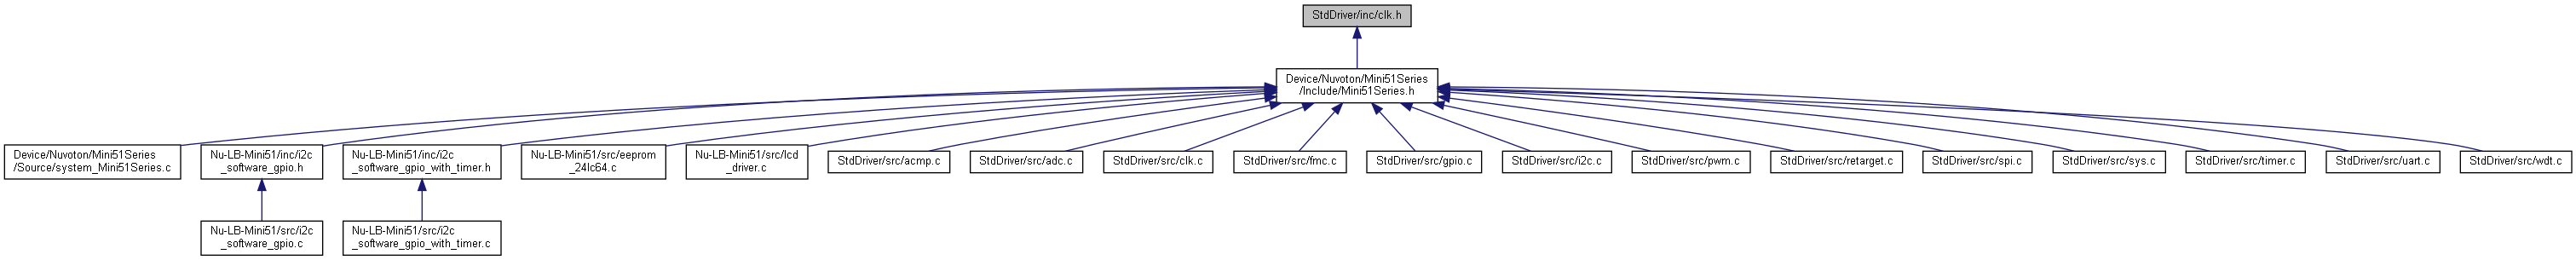 StdDriver/inc/clk.h
Device/Nuvoton/Mini51Series
/Include/Mini51Series.h
Device/Nuvoton/Mini51Series
/Source/system_Mini51Series.c
Nu-LB-Mini51/inc/i2c
_software_gpio.h
Nu-LB-Mini51/inc/i2c
_software_gpio_with_timer.h
Nu-LB-Mini51/src/eeprom
_24lc64.c
Nu-LB-Mini51/src/lcd
_driver.c
StdDriver/src/acmp.c
StdDriver/src/adc.c
StdDriver/src/clk.c
StdDriver/src/fmc.c
StdDriver/src/gpio.c
StdDriver/src/i2c.c
StdDriver/src/pwm.c
StdDriver/src/retarget.c
StdDriver/src/spi.c
StdDriver/src/sys.c
StdDriver/src/timer.c
StdDriver/src/uart.c
StdDriver/src/wdt.c
Nu-LB-Mini51/src/i2c
_software_gpio.c
Nu-LB-Mini51/src/i2c
_software_gpio_with_timer.c